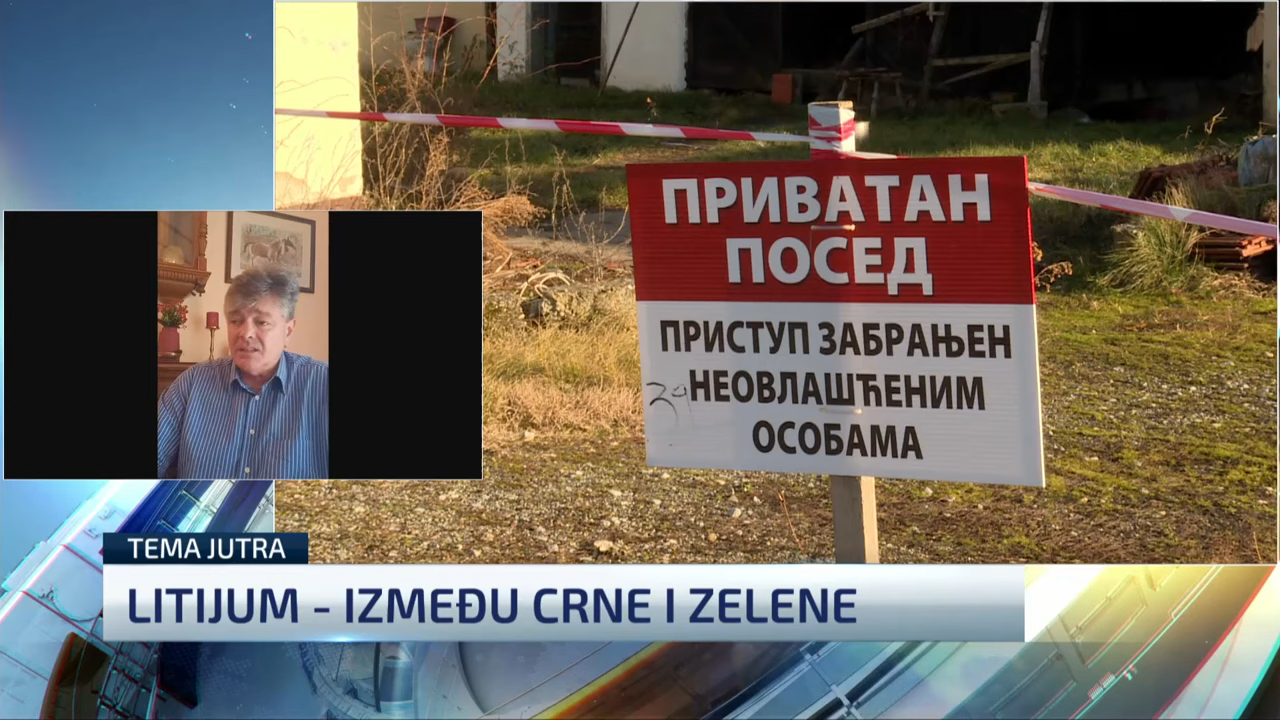 ПРИВАТАН
ПОСЕД
ПРИСТУП ЗАБРАЊЕН
НЕОВЛАШЋЕНИМ
ОСОБАМА
TEMA JUTRA
LITIJUM - IZMEĐU CRNE I ZELENE